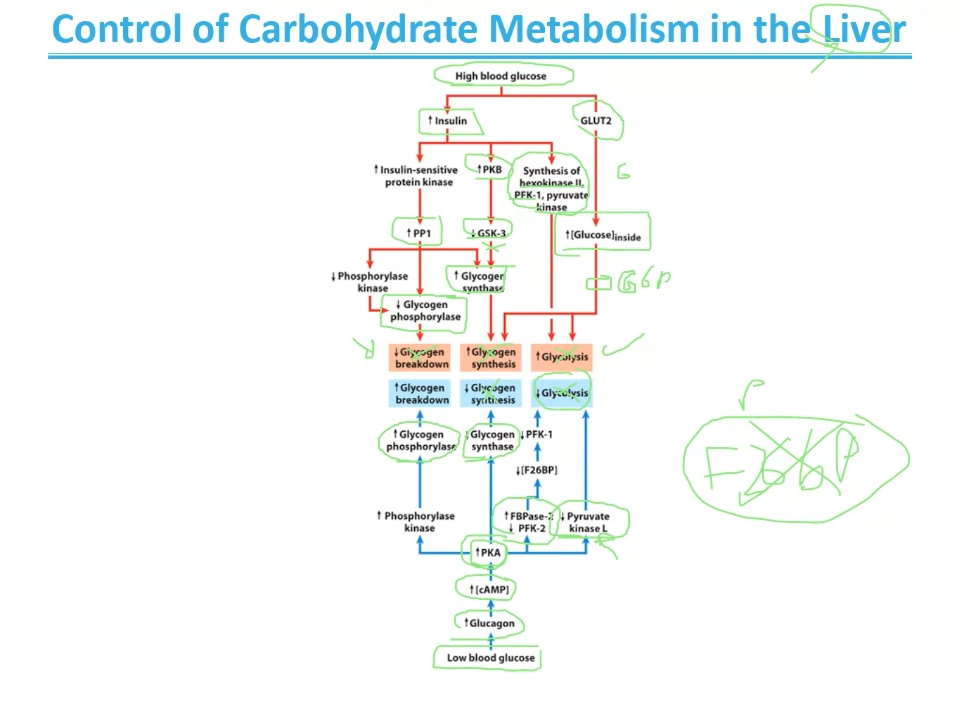 Control of Carbohydrate Metabolism in the Liver
High blood glucose
↑ Insulin
GLUT2
↑ Insulin-sensitive
protein kinase
↑ PKB
Synthesis of
hexokinase II,
PFK-1, pyruvate
kinase
G
↑ PP1
↓ GSK-3
↑ [Glucose]inside
↓ Phosphorylase
kinase
↑ Glycogen
synthase
G6P
↓ Glycogen
phosphorylase
↓ Glycogen
breakdown
↑ Glycogen
synthesis
↑ Glycolysis
↑ Glycogen
breakdown
↓ Glycogen
synthesis
↓ Glycolysis
↑ Glycogen
phosphorylase
↓ Glycogen
synthase
↓ PFK-1
↓ [F26BP]
↑ Phosphorylase
kinase
↑ FBPase-2
↓ PFK-2
↓ Pyruvate
kinase L
↑ PKA
↑ [cAMP]
↑ Glucagon
Low blood glucose